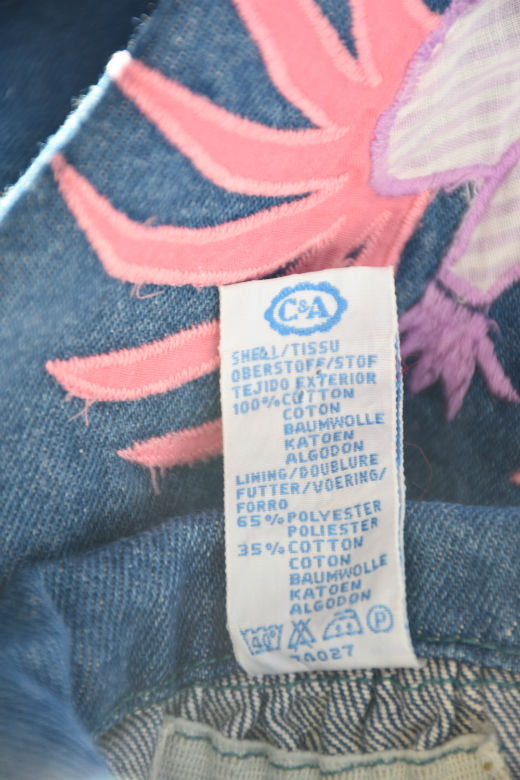 C&A
SHELL/TISSU
OBERSTOFF/STOF
TEJIDO EXTERIOR
100% COTTON
COTON
BAUMWOLLE
KATOEN
ALGODON
LINING/DOUBLURE
FUTTER/VOERING/
FORRO
65% POLYESTER
POLIESTER
35% COTTON
COTON
BAUMWOLLE
KATOEN
ALGODON
40° P